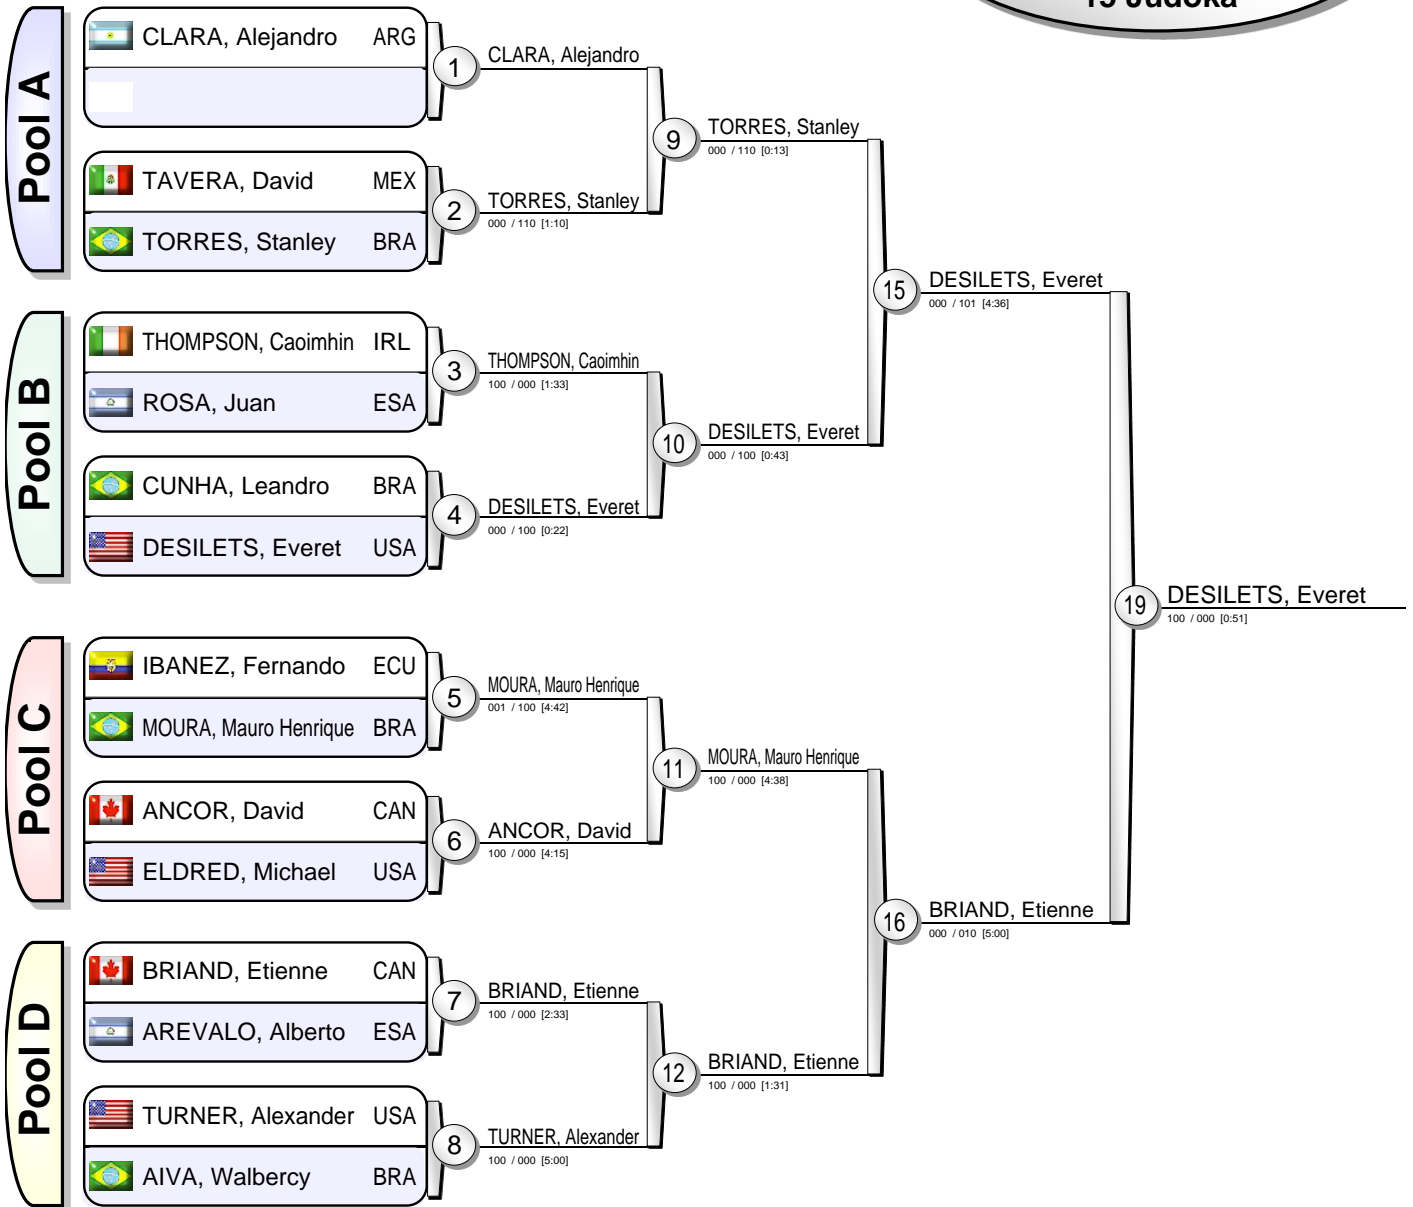 15 Judoka
Pool A
CLARA, Alejandro ARG
TAVERA, David MEX
TORRES, Stanley BRA
Pool B
THOMPSON, Caoimhin IRL
ROSA, Juan ESA
CUNHA, Leandro BRA
DESILETS, Everet USA
Pool C
IBANEZ, Fernando ECU
MOURA, Mauro Henrique BRA
ANCOR, David CAN
ELDRED, Michael USA
Pool D
BRIAND, Etienne CAN
AREVALO, Alberto ESA
TURNER, Alexander USA
AIVA, Walbercy BRA
1
CLARA, Alejandro
2
TORRES, Stanley
000 / 110 [1:10]
3
THOMPSON, Caoimhin
100 / 000 [1:33]
4
DESILETS, Everet
000 / 100 [0:22]
5
MOURA, Mauro Henrique
001 / 100 [4:42]
6
ANCOR, David
100 / 000 [4:15]
7
BRIAND, Etienne
100 / 000 [2:33]
8
TURNER, Alexander
100 / 000 [5:00]
9
TORRES, Stanley
000 / 110 [0:13]
10
DESILETS, Everet
000 / 100 [0:43]
11
MOURA, Mauro Henrique
100 / 000 [4:38]
12
BRIAND, Etienne
100 / 000 [1:31]
15
DESILETS, Everet
000 / 101 [4:36]
16
BRIAND, Etienne
000 / 010 [5:00]
19
DESILETS, Everet
100 / 000 [0:51]